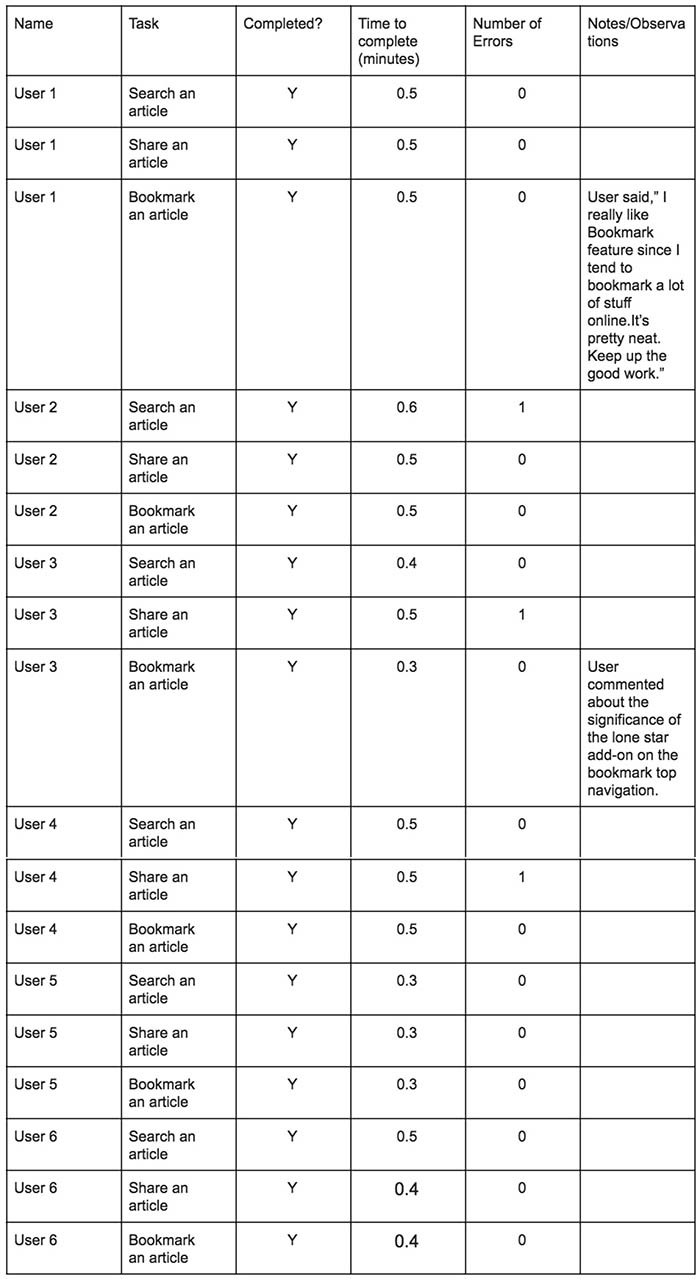 Name Task Completed? Time to complete (minutes) Number of Errors Notes/Observa tions
User 1 Search an article Y 0.5 0
User 1 Share an article Y 0.5 0
User 1 Bookmark an article Y 0.5 0 User said,” I
really like
Bookmark
feature since I
tend to
bookmark a lot
of stuff
online.It’s
pretty neat.
Keep up the
good work.”
User 2 Search an article Y 0.6 1
User 2 Share an article Y 0.5 0
User 2 Bookmark an article Y 0.5 0
User 3 Search an article Y 0.4 0
User 3 Share an article Y 0.5 1
User 3 Bookmark an article Y 0.3 0 User
commented
about the
significance of
the lone star
add-on on the
bookmark top
navigation.
User 4 Search an article Y 0.5 0
User 4 Share an article Y 0.5 1
User 4 Bookmark an article Y 0.5 0
User 5 Search an article Y 0.3 0
User 5 Share an article Y 0.3 0
User 5 Bookmark an article Y 0.3 0
User 6 Search an article Y 0.5 0
User 6 Share an article Y 0.4 0
User 6 Bookmark an article Y 0.4 0